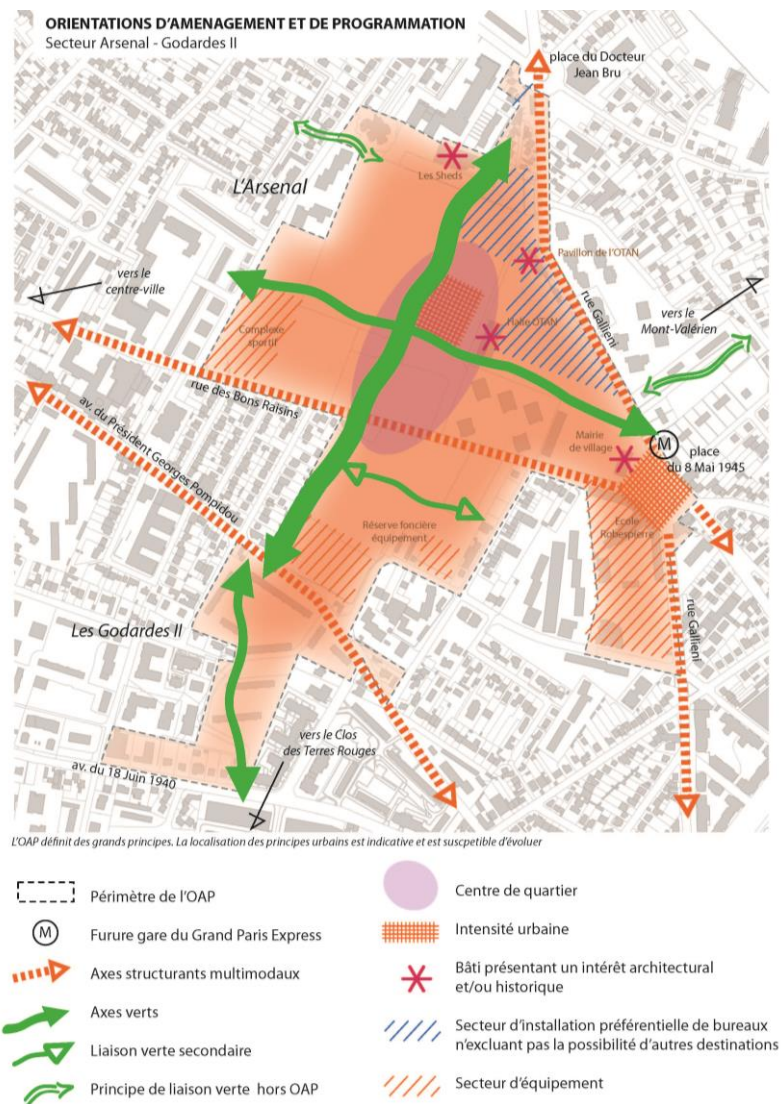 ORIENTATIONS D'AMENAGEMENT ET DE PROGRAMMATION
Secteur Arsenal - Godardes II
place du Docteur
Jean Bru
L'Arsenal
Les Sheds
Pavillon de l'OTAN
vers le
centre-ville
rue Gallieni
vers le
Mont-Valérien
Halle OTAN
Complexe
sportif
rue des Bons Raisins
av. du Président Georges Pompidou
Mairie
de village
M
place
du 8 Mai 1945
Réserve foncière
équipement
Ecole
Robespierre
Les Godardes II
rue Gallieni
vers le Clos
des Terres Rouges
av. du 18 Juin 1940
L'OAP définit des grands principes. La localisation des principes urbains est indicative et est suscpetible d'évoluer
Périmètre de l'OAP
M
Furure gare du Grand Paris Express
Axes structurants multimodaux
Axes verts
Liaison verte secondaire
Principe de liaison verte hors OAP
Centre de quartier
Intensité urbaine
Bâti présentant un intérêt architectural
et/ou historique
Secteur d'installation préférentielle de bureaux
n'excluant pas la possibilité d'autres destinations
Secteur d'équipement